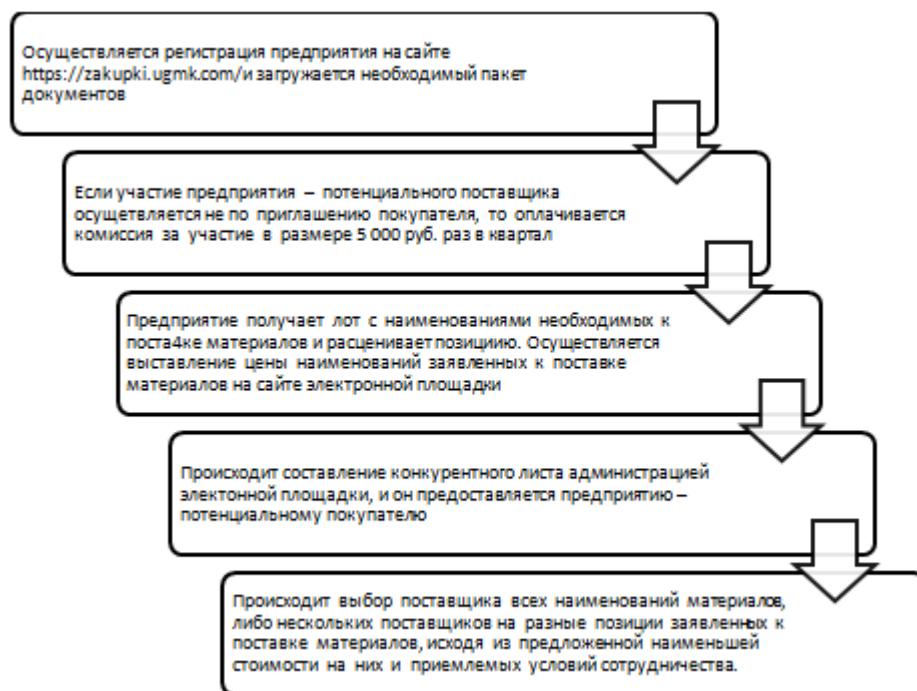 Осуществляется регистрация предприятия на сайте
https://zakupki.ugmk.com/и загружается необходимый пакет
документов
Если участие предприятия – потенциального поставщика
осущетвляется не по приглашению покупателя, то оплачивается
комиссия за участие в размере 5 000 руб. раз в квартал
Предприятие получает лот с наименованиями необходимых к
поста4ке материалов и расценивает позициию. Осуществляется
выставление цены наименований заявленных к поставке
материалов на сайте электронной площадки
Происходит составление конкурентного листа администрацией
электонной площадки, и он предоставляется предприятию –
потенциальному покупателю
Происходит выбор поставщика всех наименований материалов,
либо нескольких поставщиков на разные позиции заявленных к
поставке материалов, исходя из предложенной наименьшей
стоимости на них и приемлемых условий сотрудничества.